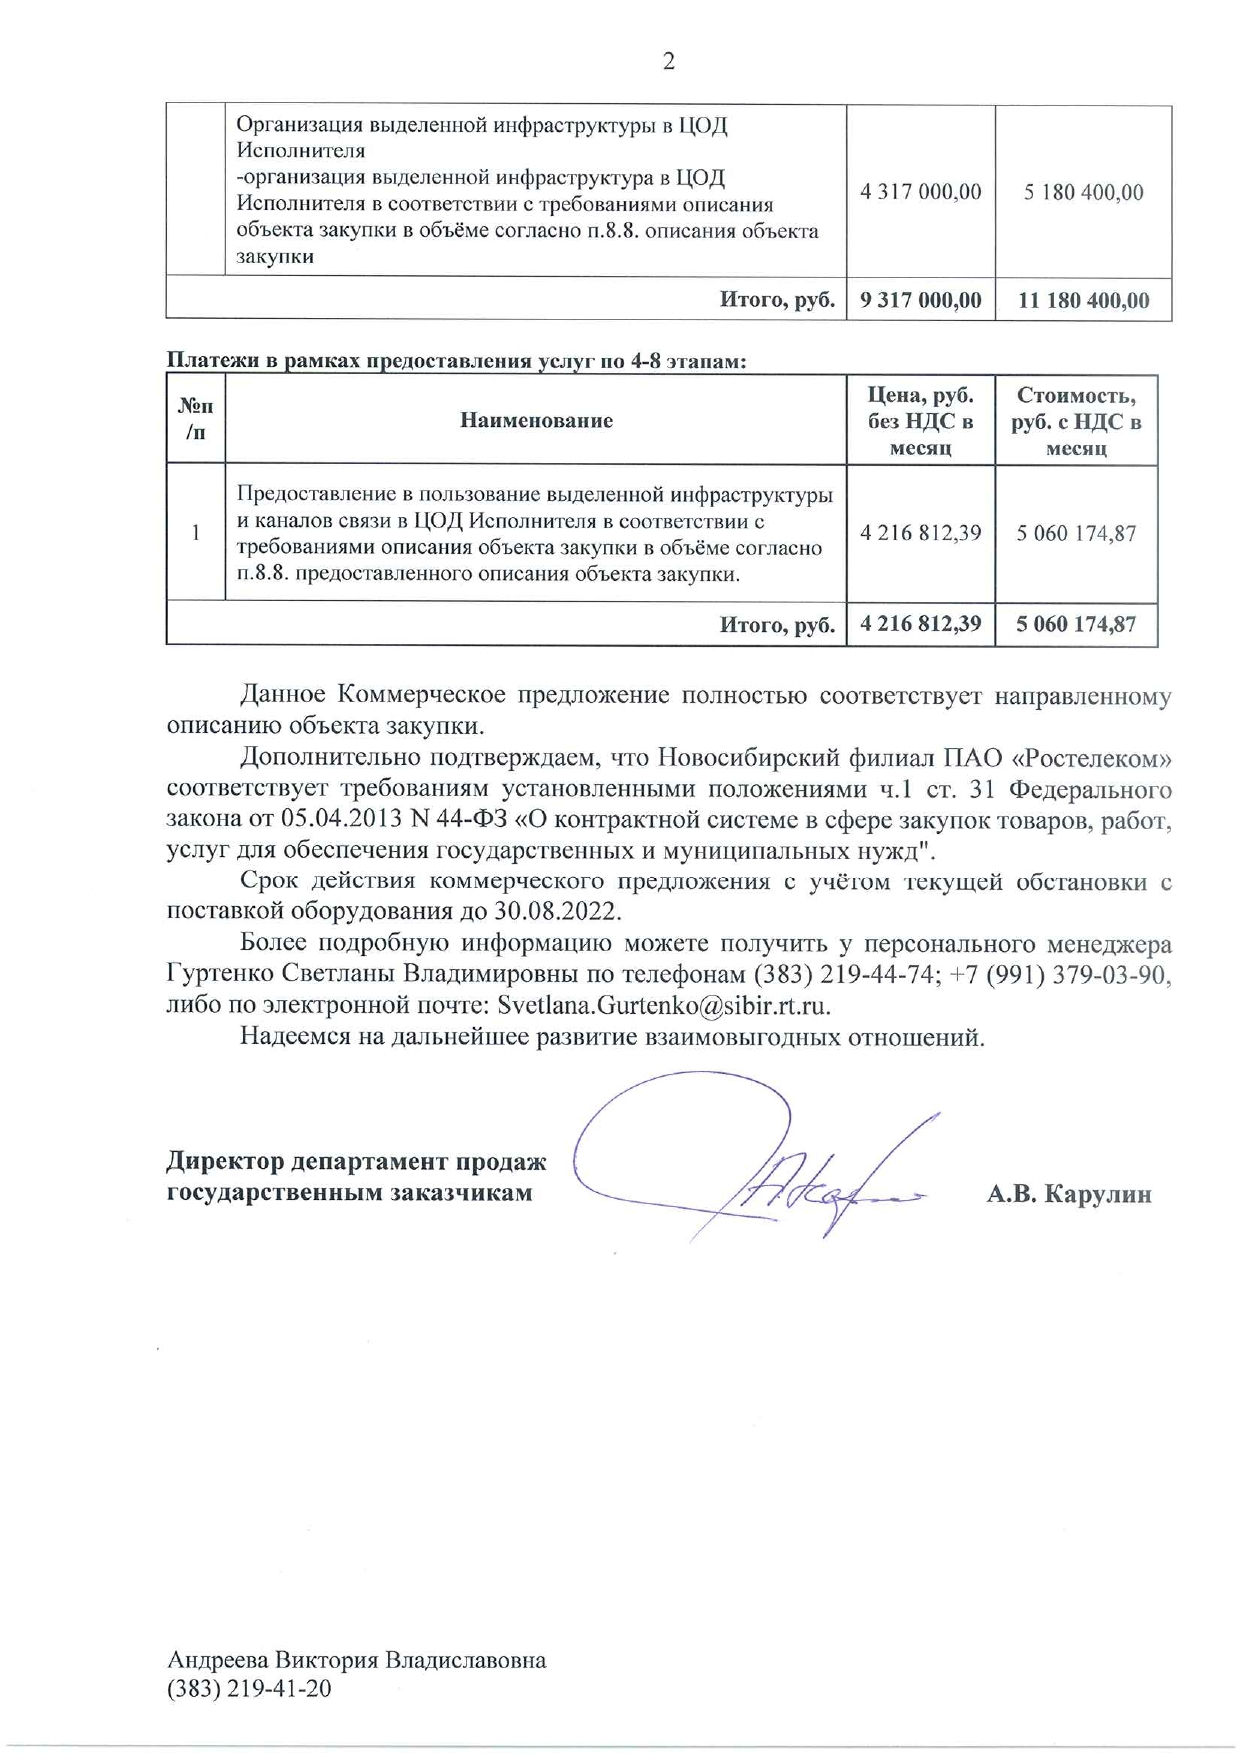 2
Организация выделенной инфраструктуры в ЦОД
Исполнителя
-организация выделенной инфраструктура в ЦОД
Исполнителя в соответствии с требованиями описания
объекта закупки в объёме согласно п.8.8. описания объекта
закупки
4 317 000,00
5 180 400,00
Итого, руб.
9 317 000,00
11 180 400,00
Платежи в рамках предоставления услуг по 4-8 этапам:
№п
/п
Наименование
Цена, руб.
без НДС в
месяц
Стоимость,
руб. с НДС в
месяц
1
Предоставление в пользование выделенной инфраструктуры
и каналов связи в ЦОД Исполнителя в соответствии с
требованиями описания объекта закупки в объёме согласно
п.8.8. предоставленного описания объекта закупки.
4 216 812,39
5 060 174,87
Итого, руб.
4 216 812,39
5 060 174,87
Данное Коммерческое предложение полностью соответствует направленному
описанию объекта закупки.
Дополнительно подтверждаем, что Новосибирский филиал ПАО «Ростелеком»
соответствует требованиям установленными положениями ч.1 ст. 31 Федерального
закона от 05.04.2013 N 44-ФЗ «О контрактной системе в сфере закупок товаров, работ,
услуг для обеспечения государственных и муниципальных нужд".
Срок действия коммерческого предложения с учётом текущей обстановки с
поставкой оборудования до 30.08.2022.
Более подробную информацию можете получить у персонального менеджера
Гуртенко Светланы Владимировны по телефонам (383) 219-44-74; +7 (991) 379-03-90,
либо по электронной почте: Svetlana.Gurtenko@sibir.rt.ru.
Надеемся на дальнейшее развитие взаимовыгодных отношений.
Директор департамент продаж
государственным заказчикам
А.В. Карулин
Андреева Виктория Владиславовна
(383) 219-41-20